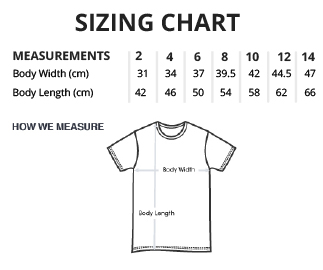 SIZING CHART
MEASUREMENTS 2 4 6 8 10 12 14
Body Width (cm) 31 34 37 39.5 42 44.5 47
Body Length (cm) 42 46 50 54 58 62 66
HOW WE MEASURE
Body Width
Body Length